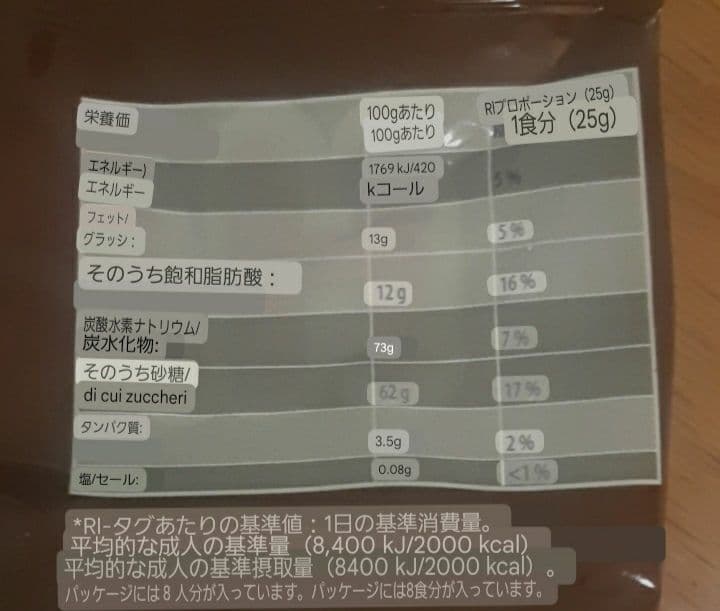 栄養価
100gあたり
100gあたり
RIプロポーション (25g)
1食分 (25g)
エネルギー)
エネルギー
1769 kJ/420
kコール
5%
フェット/
グラッシ：
13g
5%
そのうち飽和脂肪酸：
12g
16%
炭酸水素ナトリウム/
炭水化物:
73g
7%
そのうち砂糖/
di cui zuccheri
62g
17%
タンパク質:
3.5g
2%
塩/セール:
0.08g
<1%
*RI-タグあたりの基準値：1日の基準消費量。
平均的な成人の基準量（8,400 kJ/2000 kcal）
平均的な成人の基準摂取量（8400 kJ/2000 kcal）。
パッケージには８人分が入っています。パッケージには8食分が入っています。